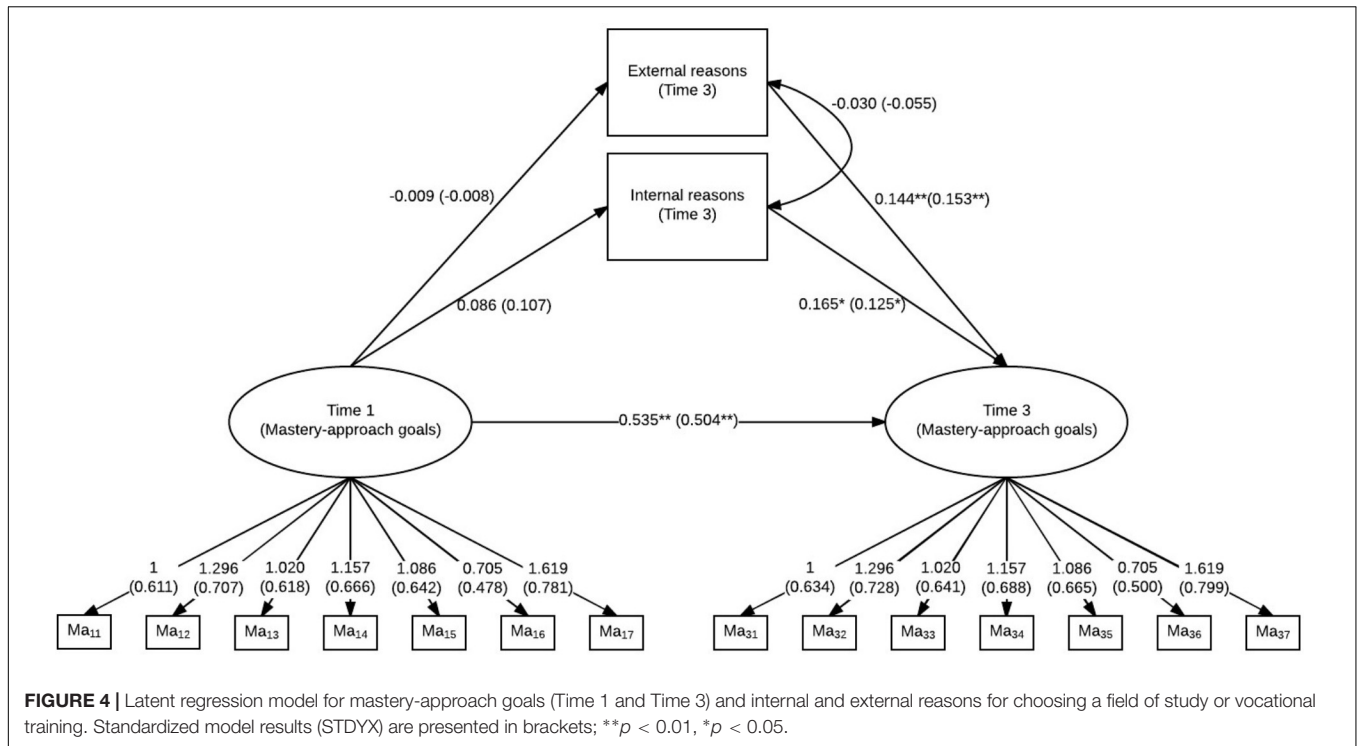 External reasons
(Time 3)
-0.030 (-0.055)
Internal reasons
(Time 3)
-0.009 (-0.008)
0.144**(0.153**)
0.086 (0.107)
0.165* (0.125*)
Time 1
(Mastery-approach goals)
0.535** (0.504**)
Time 3
(Mastery-approach goals)
1 1.296 1.020 1.157 1.086 0.705 1.619
(0.611) (0.707) (0.618) (0.666) (0.642) (0.478) (0.781)
1 1.296 1.020 1.157 1.086 0.705 1.619
(0.634) (0.728) (0.641) (0.688) (0.665) (0.500) (0.799)
Ma₁₁ Ma₁₂ Ma₁₃ Ma₁₄ Ma₁₅ Ma₁₆ Ma₁₇
Ma₃₁ Ma₃₂ Ma₃₃ Ma₃₄ Ma₃₅ Ma₃₆ Ma₃₇
FIGURE 4 | Latent regression model for mastery-approach goals (Time 1 and Time 3) and internal and external reasons for choosing a field of study or vocational
training. Standardized model results (STDYX) are presented in brackets; **p < 0.01, *p < 0.05.